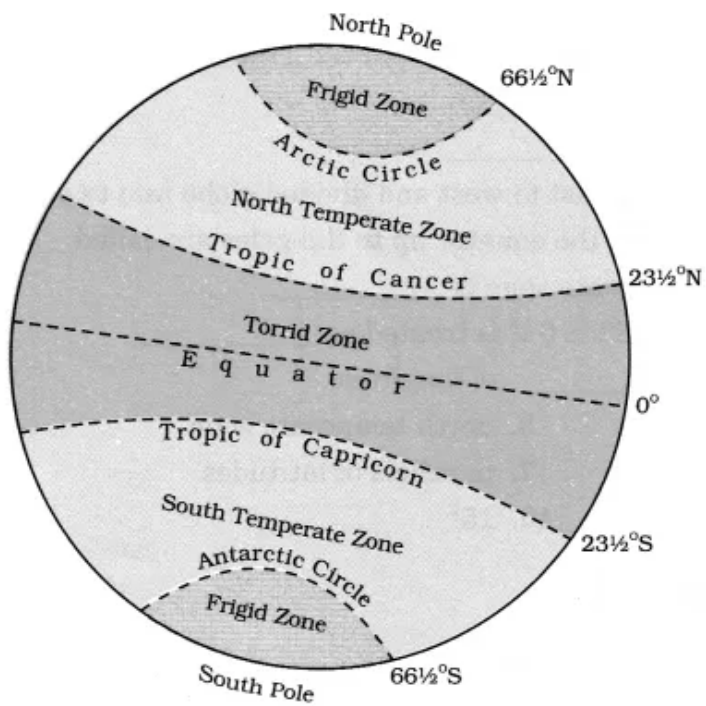 North Pole
66½°N
Frigid Zone
Arctic Circle
North Temperate Zone
Tropic of Cancer
23½°N
Torrid Zone
Equator
0°
Tropic of Capricorn
South Temperate Zone
23½°S
Antarctic Circle
Frigid Zone
66½°S
South Pole